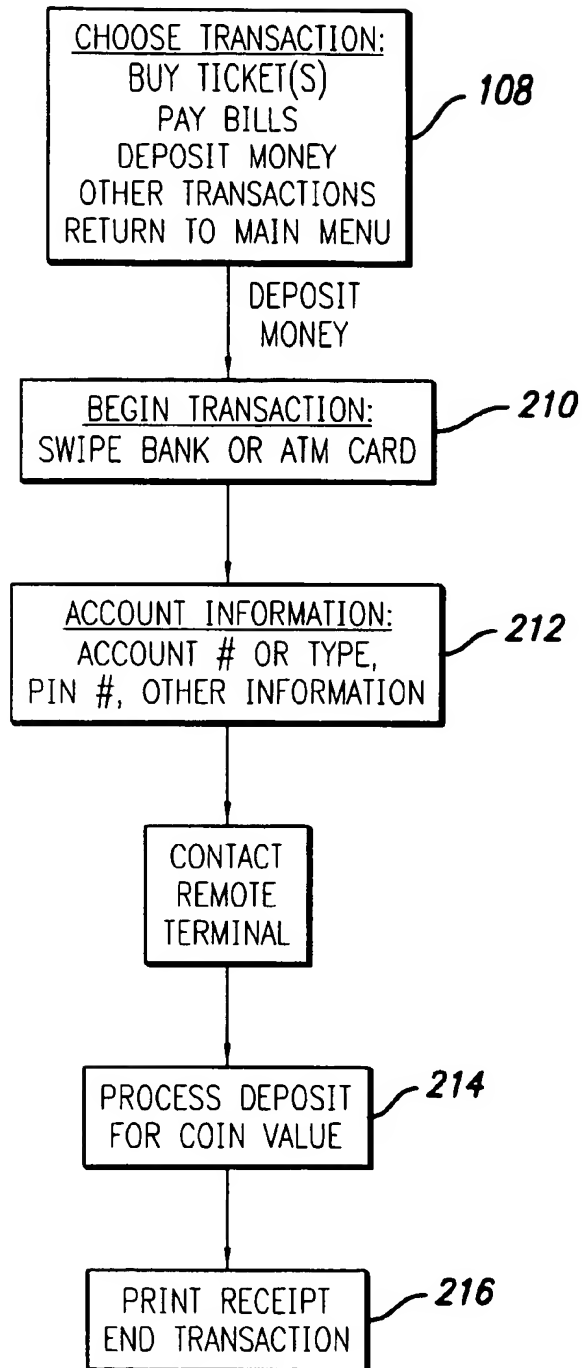 CHOOSE TRANSACTION:
BUY TICKET(S)
PAY BILLS
DEPOSIT MONEY
OTHER TRANSACTIONS
RETURN TO MAIN MENU
108
DEPOSIT
MONEY
BEGIN TRANSACTION:
SWIPE BANK OR ATM CARD
210
ACCOUNT INFORMATION:
ACCOUNT # OR TYPE,
PIN #, OTHER INFORMATION
212
CONTACT
REMOTE
TERMINAL
PROCESS DEPOSIT
FOR COIN VALUE
214
PRINT RECEIPT
END TRANSACTION
216